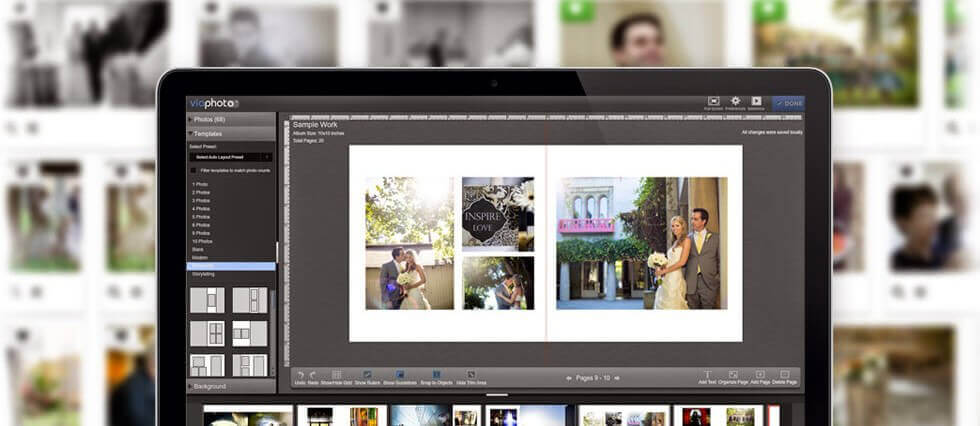 viaphoto
Full Screen
Preferences
DONE
Photos (68)
Templates
Select Preset:
Select Auto Layout Preset
Filter templates to match photo counts
1 Photo
2 Photos
3 Photos
4 Photos
5 Photos
6 Photos
8 Photos
10 Photos
Storytelling
Background
Sample Work
Album Size: 10x10 Inches
Total Pages: 20
All changes were saved locally
INSPIRE
LOVE
Undo Redo Show/Hide Grid Show Rulers Show Guidelines Snap to Objects Hide Trim Area
Pages 9 - 10
Add Text Organize Page Add Page Delete Page